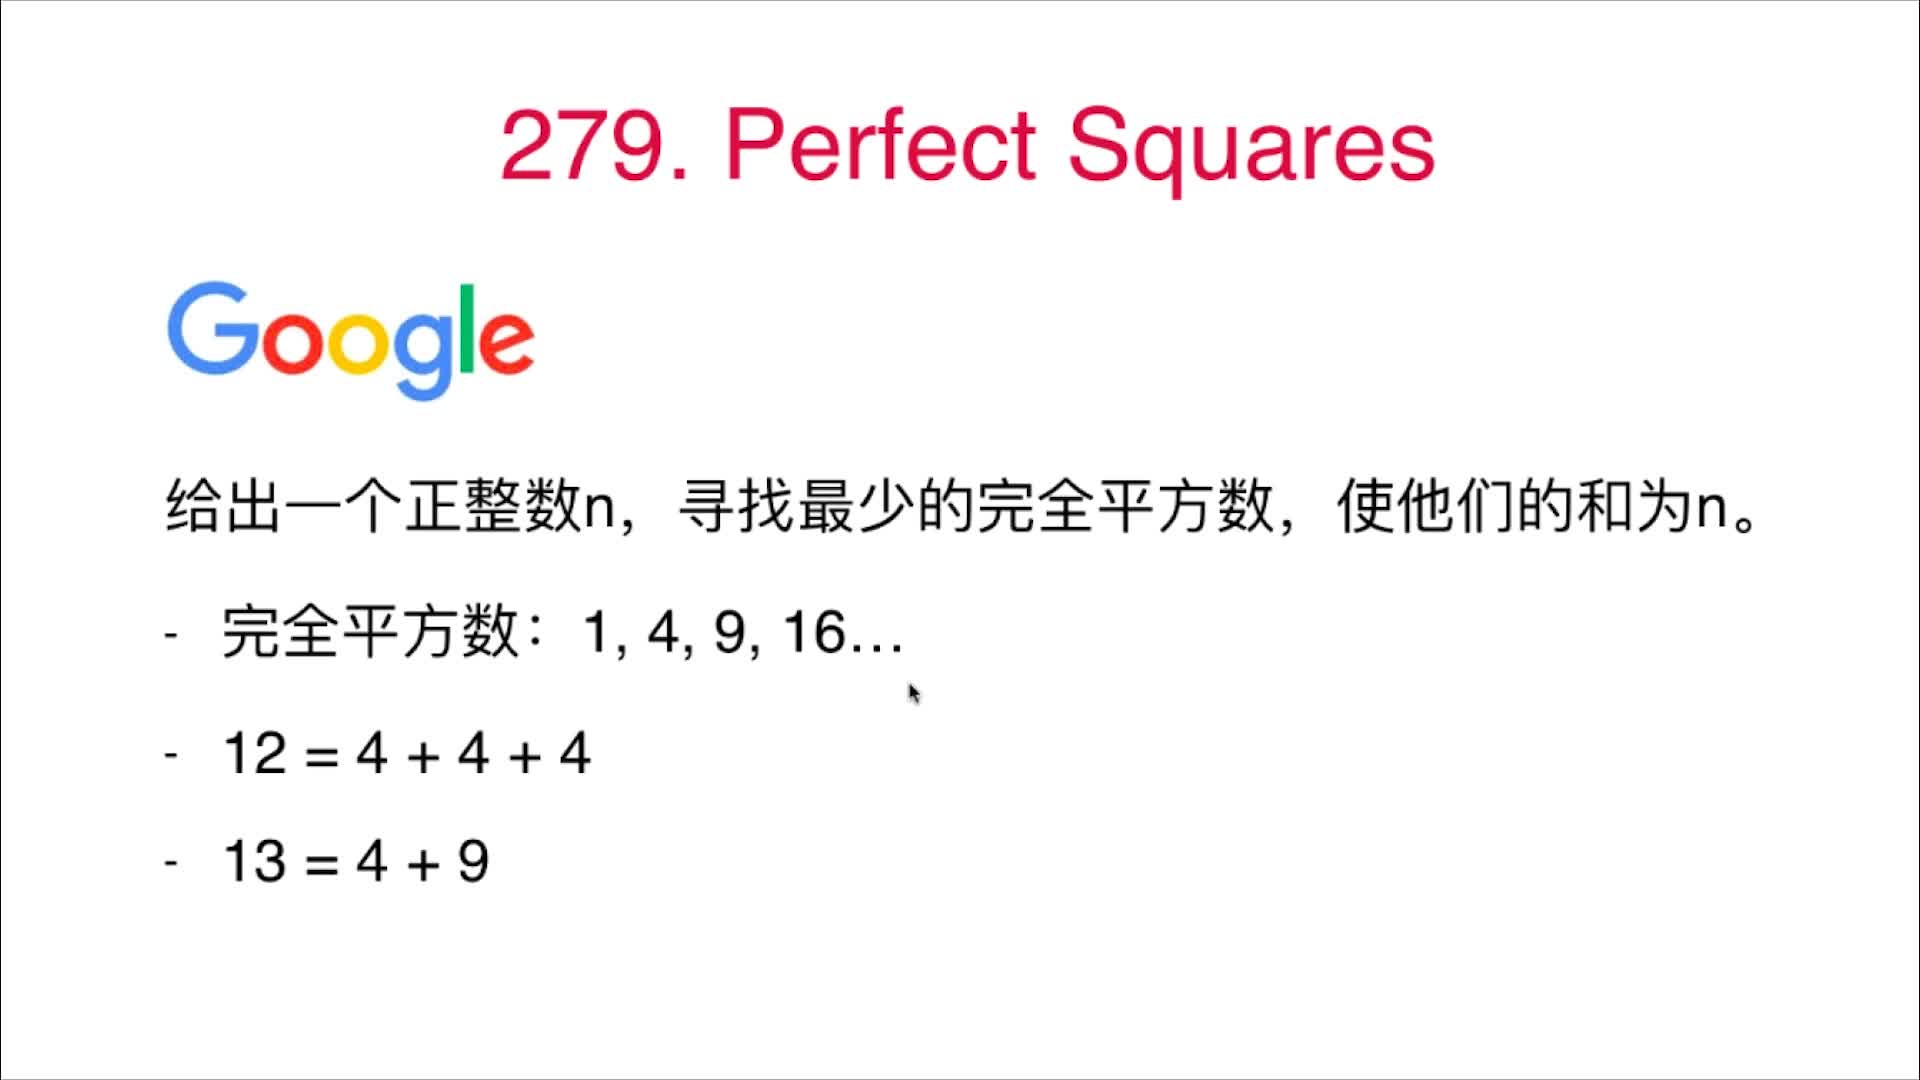 279. Perfect Squares
Google
给出一个正整数n，寻找最少的完全平方数，使他们的和为n。
- 完全平方数：1, 4, 9, 16…
- 12 = 4 + 4 + 4
- 13 = 4 + 9